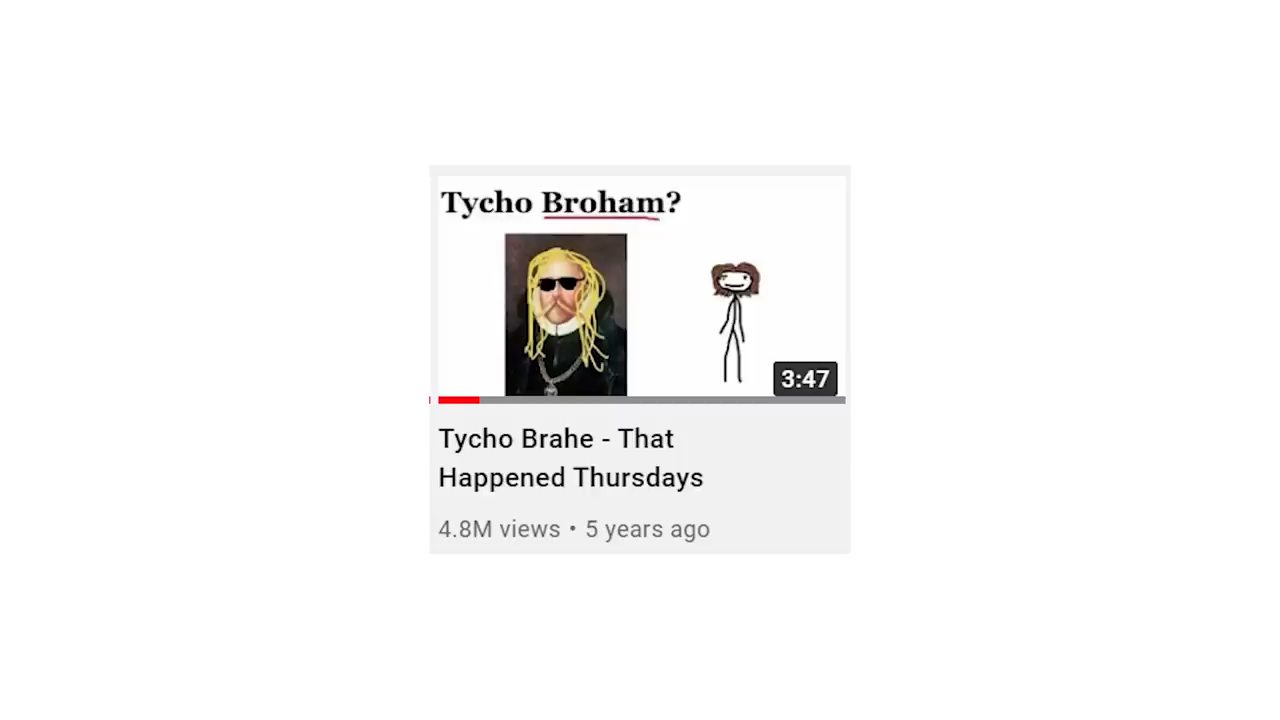 Tycho Broham?
3:47
Tycho Brahe - That
Happened Thursdays
4.8M views • 5 years ago